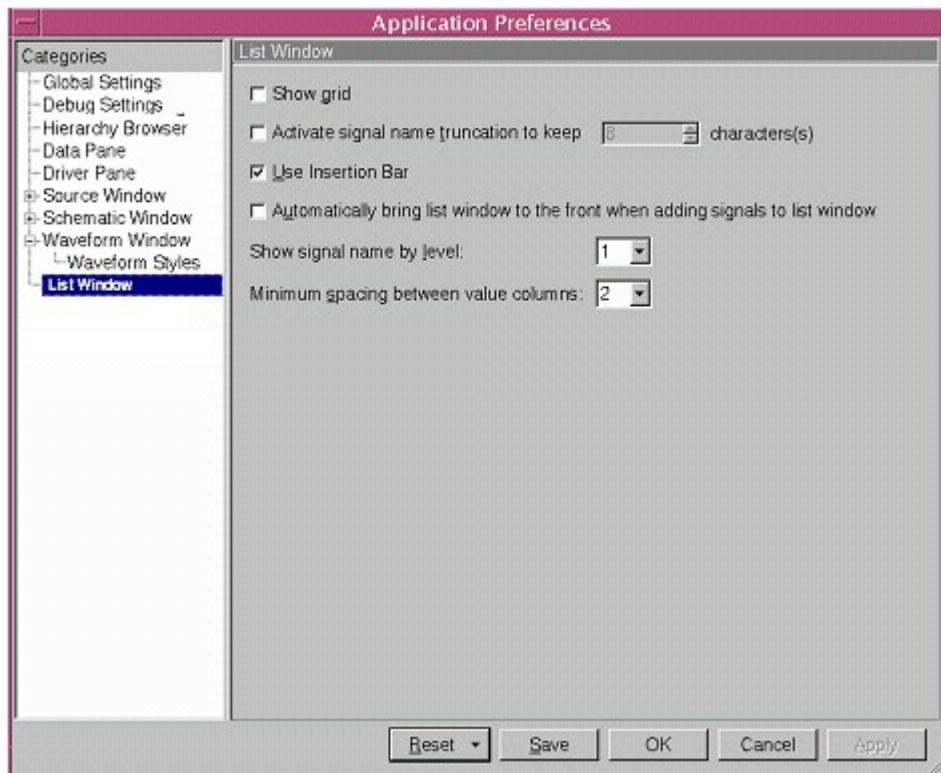 Application Preferences
Categories
Global Settings
Debug Settings
Hierarchy Browser
Data Pane
Driver Pane
Source Window
Schematic Window
Waveform Window
Waveform Styles
List Window
List Window
Show grid
Activate signal name truncation to keep 8 characters(s)
Use Insertion Bar
Automatically bring list window to the front when adding signals to list window
Show signal name by level: 1
Minimum spacing between value columns: 2
Reset Save OK Cancel Apply